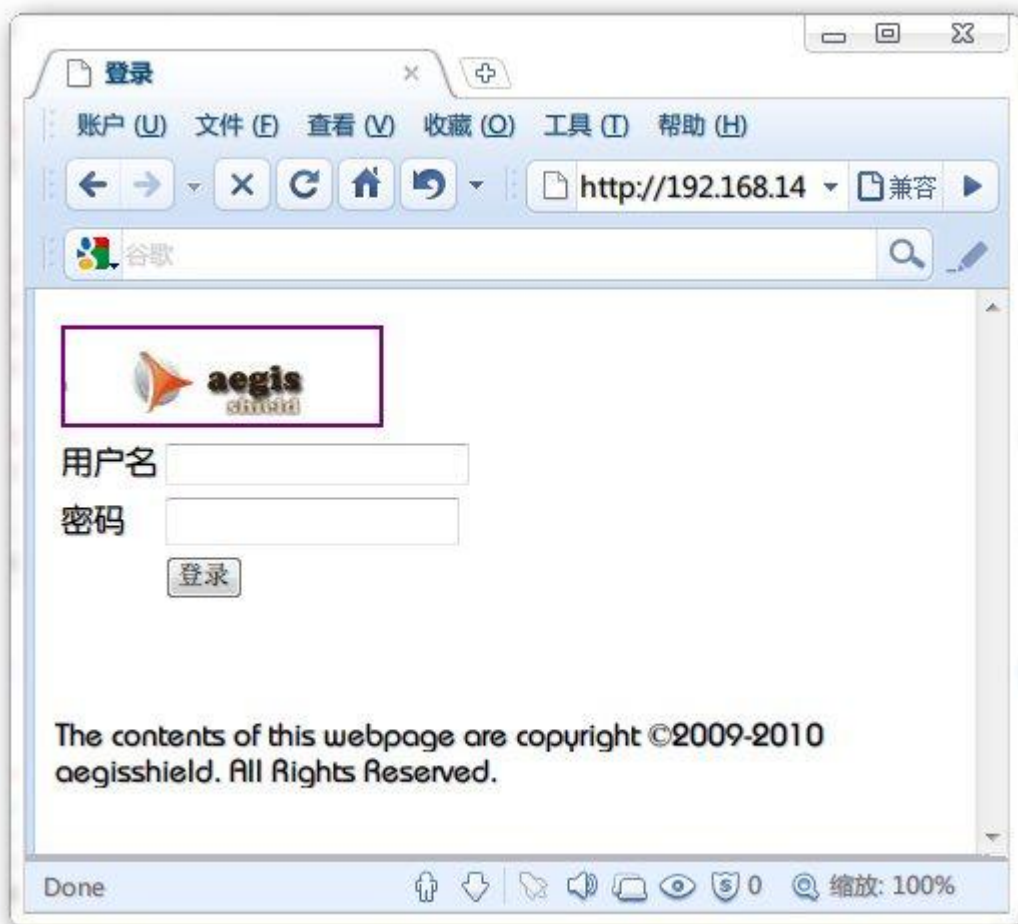 登录
账户 (U) 文件 (F) 查看 (V) 收藏 (O) 工具 (T) 帮助 (H)
http://192.168.14 兼容
谷歌
aegis
shield
用户名
密码
登录
The contents of this webpage are copyright ©2009-2010
aegisshield. All Rights Reserved.
Done 0 缩放: 100%